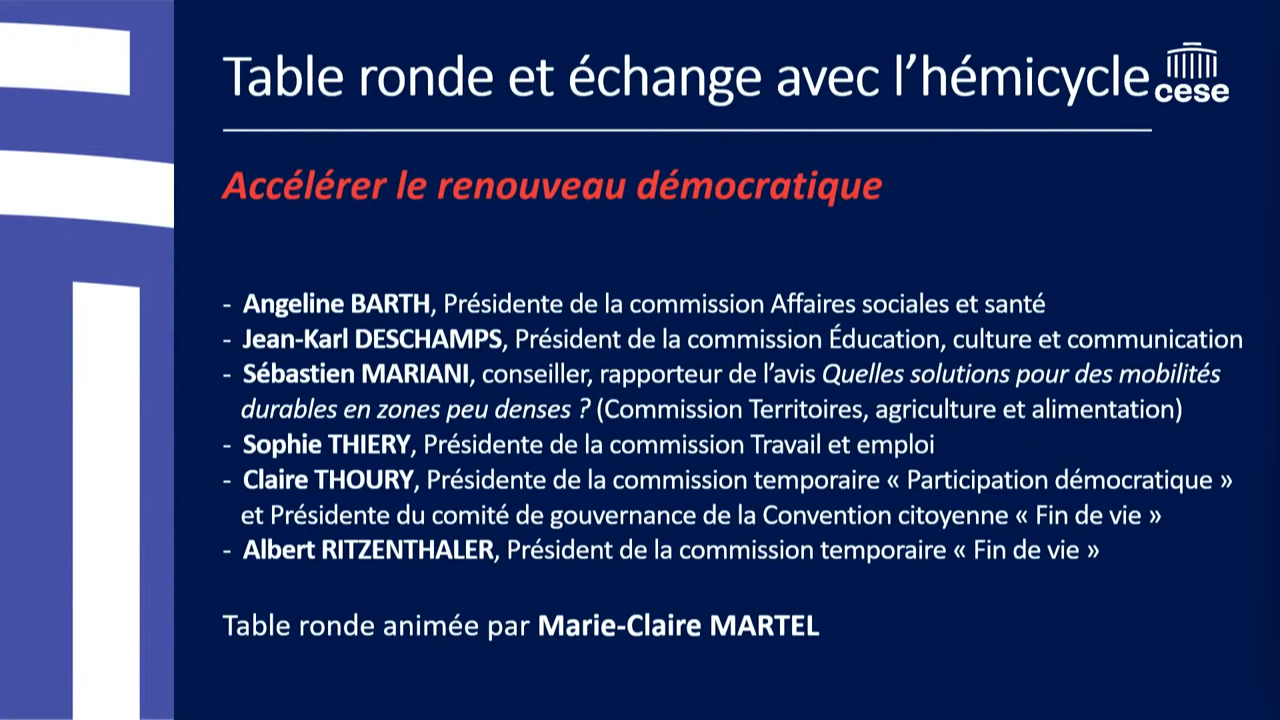 Table ronde et échange avec l’hémicycle
cese
Accélérer le renouveau démocratique
- Angeline BARTH, Présidente de la commission Affaires sociales et santé
- Jean-Karl DESCHAMPS, Président de la commission Éducation, culture et communication
- Sébastien MARIANI, conseiller, rapporteur de l’avis Quelles solutions pour des mobilités
durables en zones peu denses ? (Commission Territoires, agriculture et alimentation)
- Sophie THIERY, Présidente de la commission Travail et emploi
- Claire THOURY, Présidente de la commission temporaire « Participation démocratique »
et Présidente du comité de gouvernance de la Convention citoyenne « Fin de vie »
- Albert RITZENTHALER, Président de la commission temporaire « Fin de vie »
Table ronde animée par Marie-Claire MARTEL